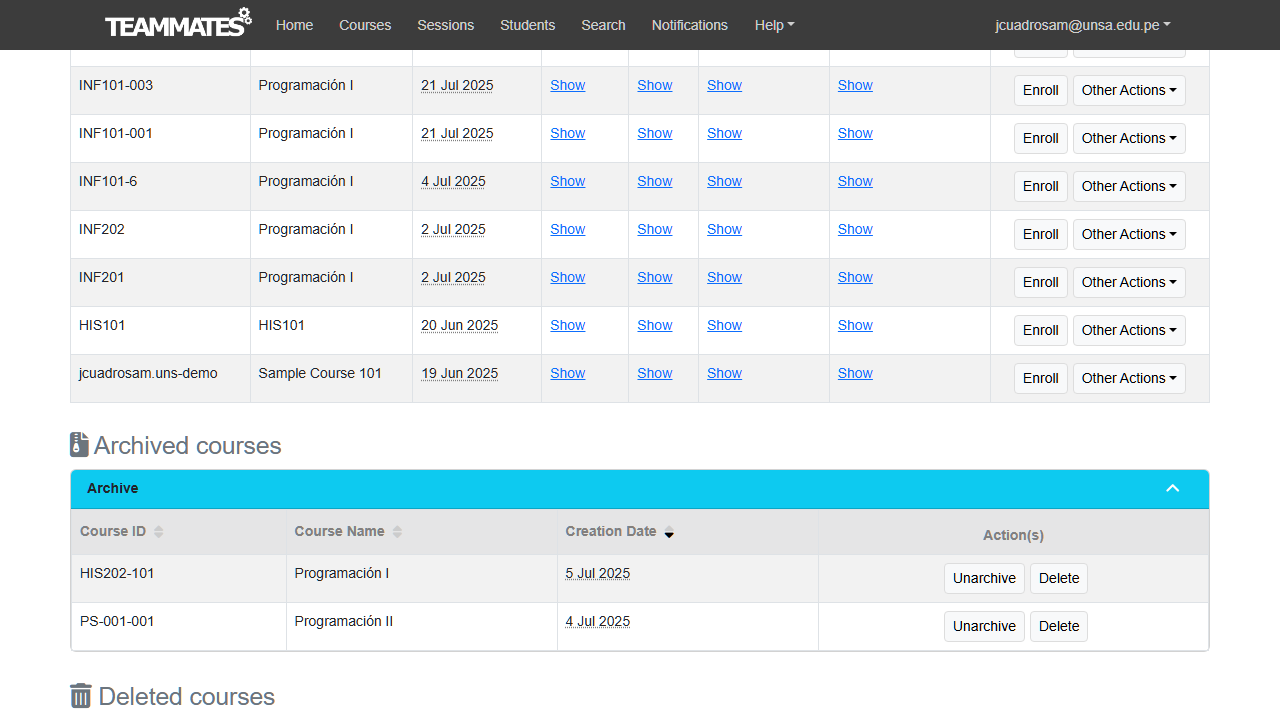 TEAMMATES Home Courses Sessions Students Search Notifications Help jcuadrosam@unsa.edu.pe
INF101-003 Programación I 21 Jul 2025 Show Show Show Show Enroll Other Actions
INF101-001 Programación I 21 Jul 2025 Show Show Show Show Enroll Other Actions
INF101-6 Programación I 4 Jul 2025 Show Show Show Show Enroll Other Actions
INF202 Programación I 2 Jul 2025 Show Show Show Show Enroll Other Actions
INF201 Programación I 2 Jul 2025 Show Show Show Show Enroll Other Actions
HIS101 HIS101 20 Jun 2025 Show Show Show Show Enroll Other Actions
jcuadrosam.uns-demo Sample Course 101 19 Jun 2025 Show Show Show Show Enroll Other Actions
Archived courses
Archive
Course ID Course Name Creation Date Action(s)
HIS202-101 Programación I 5 Jul 2025 Unarchive Delete
PS-001-001 Programación II 4 Jul 2025 Unarchive Delete
Deleted courses